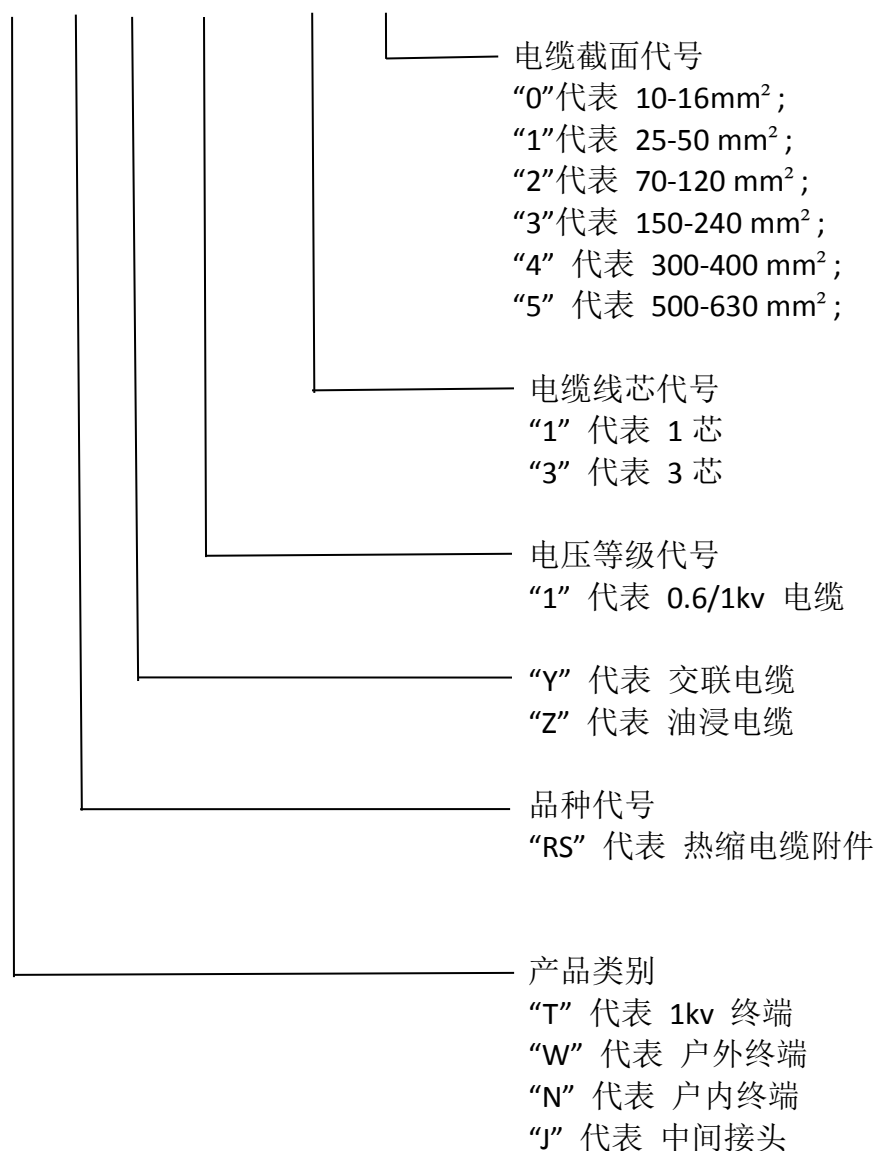 电缆截面代号
“0”代表 10-16mm²;
“1”代表 25-50 mm²;
“2”代表 70-120 mm²;
“3”代表 150-240 mm²;
“4” 代表 300-400 mm²;
“5” 代表 500-630 mm²;
电缆线芯代号
“1” 代表 1 芯
“3” 代表 3 芯
电压等级代号
“1” 代表 0.6/1kv 电缆
“Y” 代表 交联电缆
“Z” 代表 油浸电缆
品种代号
“RS” 代表 热缩电缆附件
产品类别
“T” 代表 1kv 终端
“W” 代表 户外终端
“N” 代表 户内终端
“J” 代表 中间接头